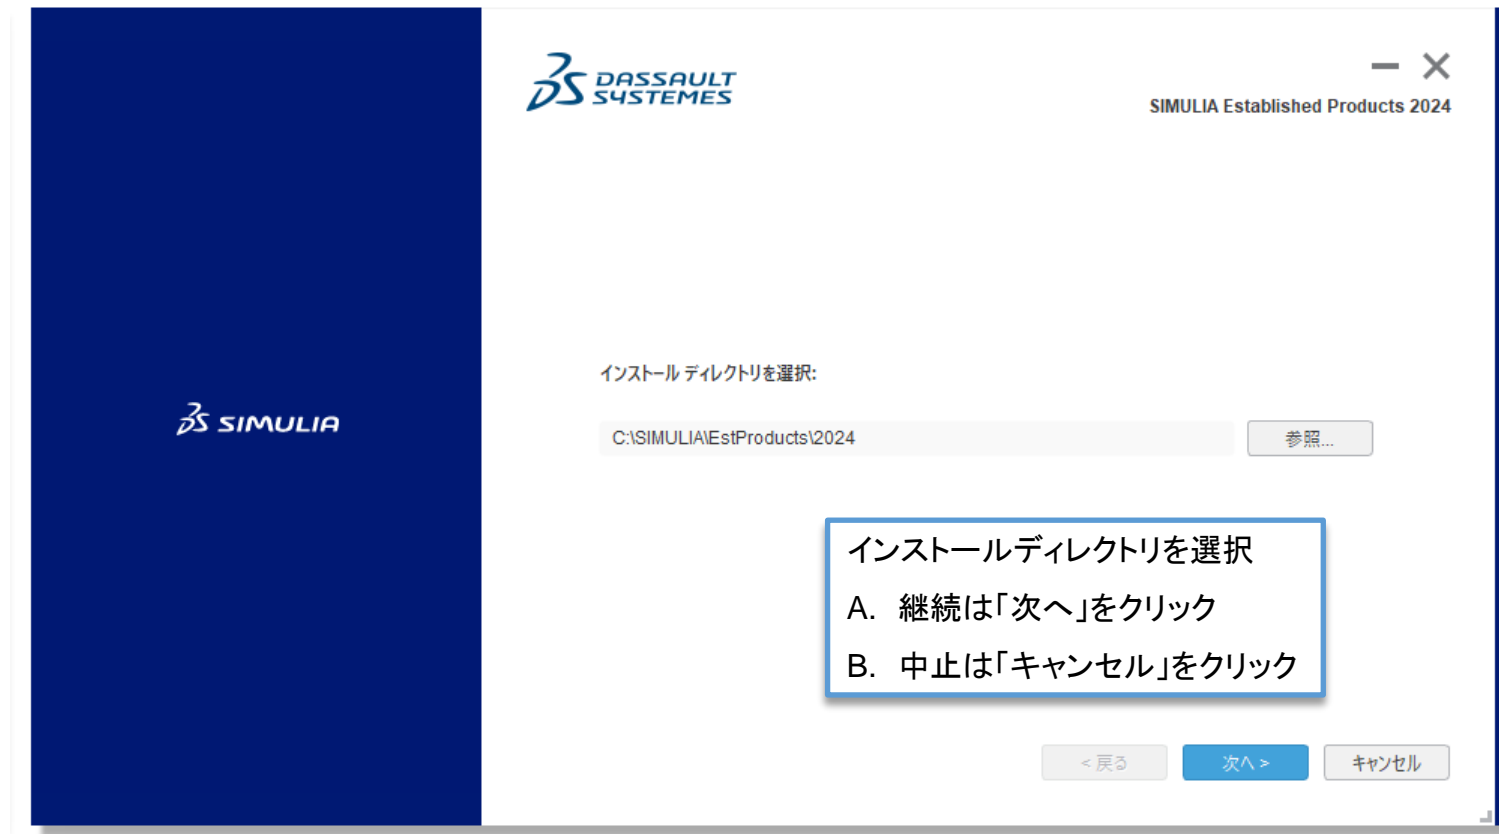 DASSAULT
SYSTEMES
SIMULIA Established Products 2024
インストール ディレクトリを選択:
SIMULIA
C:\SIMULIA\EstProducts\2024
参照...
インストールディレクトリを選択
A. 継続は「次へ」をクリック
B. 中止は「キャンセル」をクリック
< 戻る
次へ >
キャンセル